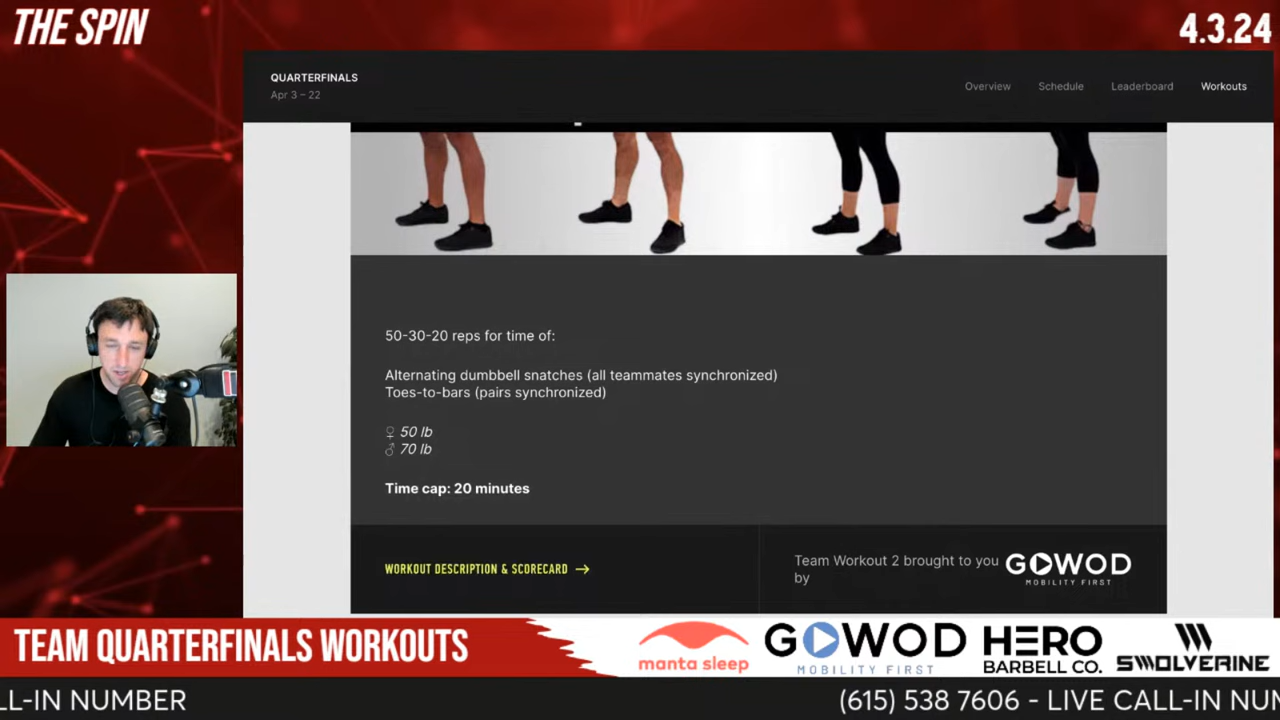 THE SPIN
4.3.24
QUARTERFINALS
Apr 3 – 22
Overview
Schedule
Leaderboard
Workouts
50-30-20 reps for time of:
Alternating dumbbell snatches (all teammates synchronized)
Toes-to-bars (pairs synchronized)
♀ 50 lb
♂ 70 lb
Time cap: 20 minutes
WORKOUT DESCRIPTION & SCORECARD →
Team Workout 2 brought to you
by
GOWOD
MOBILITY FIRST
TEAM QUARTERFINALS WORKOUTS
manta sleep
GOWOD
MOBILITY FIRST
HERO
BARBELL CO.
SWOLVERINE
LL-IN NUMBER
(615) 538 7606 - LIVE CALL-IN NUM